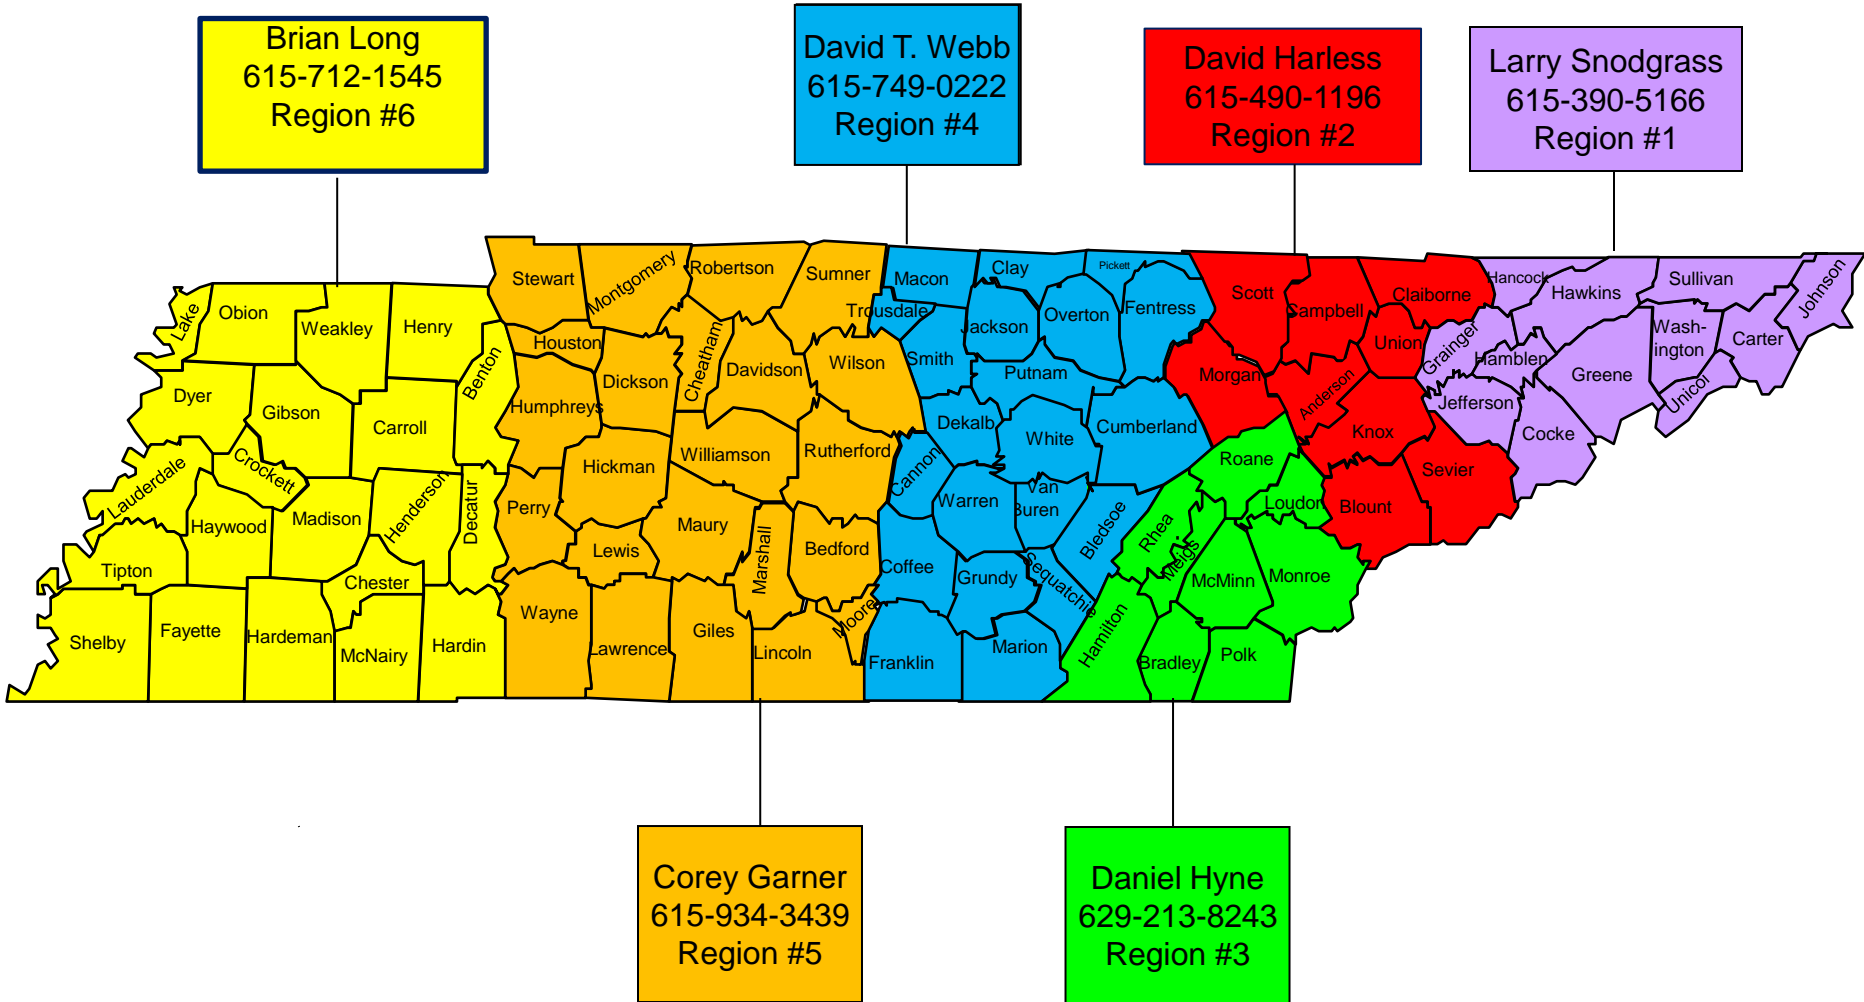 Brian Long
615-712-1545
Region #6
David T. Webb
615-749-0222
Region #4
David Harless
615-490-1196
Region #2
Larry Snodgrass
615-390-5166
Region #1
Lake
Obion
Weakley
Henry
Benton
Dyer
Gibson
Carroll
Lauderdale
Crockett
Haywood
Madison
Henderson
Decatur
Tipton
Chester
Shelby
Fayette
Hardeman
McNairy
Hardin
Stewart
Montgomery
Robertson
Sumner
Houston
Cheatham
Davidson
Wilson
Dickson
Humphreys
Hickman
Williamson
Rutherford
Perry
Lewis
Maury
Marshall
Bedford
Moore
Wayne
Lawrence
Giles
Lincoln
Macon
Clay
Pickett
Fentress
Trousdale
Jackson
Overton
Smith
Putnam
Dekalb
White
Cumberland
Cannon
Warren
Van
Buren
Bledsoe
Coffee
Grundy
Sequatchie
Franklin
Marion
Scott
Campbell
Claiborne
Union
Morgan
Anderson
Knox
Blount
Sevier
Roane
Loudon
Rhea
Meigs
McMinn
Monroe
Hamilton
Bradley
Polk
Hancock
Hawkins
Sullivan
Johnson
Grainger
Hamblen
Greene
Wash-
ington
Carter
Unicoi
Jefferson
Cocke
Corey Garner
615-934-3439
Region #5
Daniel Hyne
629-213-8243
Region #3